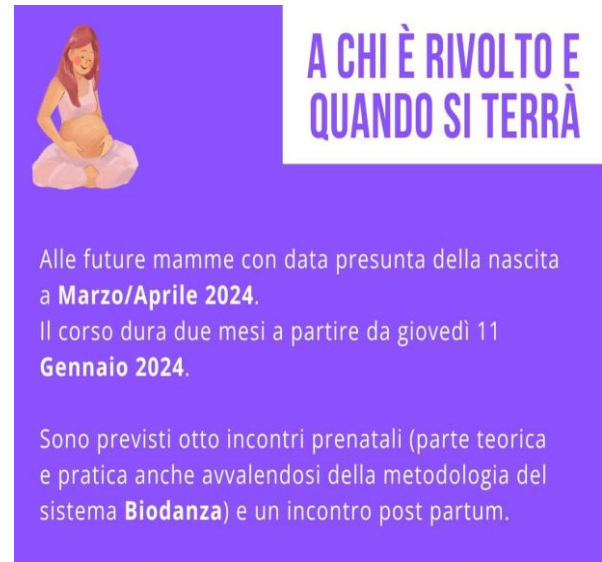 A CHI È RIVOLTO E
QUANDO SI TERRÀ
Alle future mamme con data presunta della nascita
a Marzo/Aprile 2024.
Il corso dura due mesi a partire da giovedì 11
Gennaio 2024.
Sono previsti otto incontri prenatali (parte teorica
e pratica anche avvalendosi della metodologia del
sistema Biodanza) e un incontro post partum.